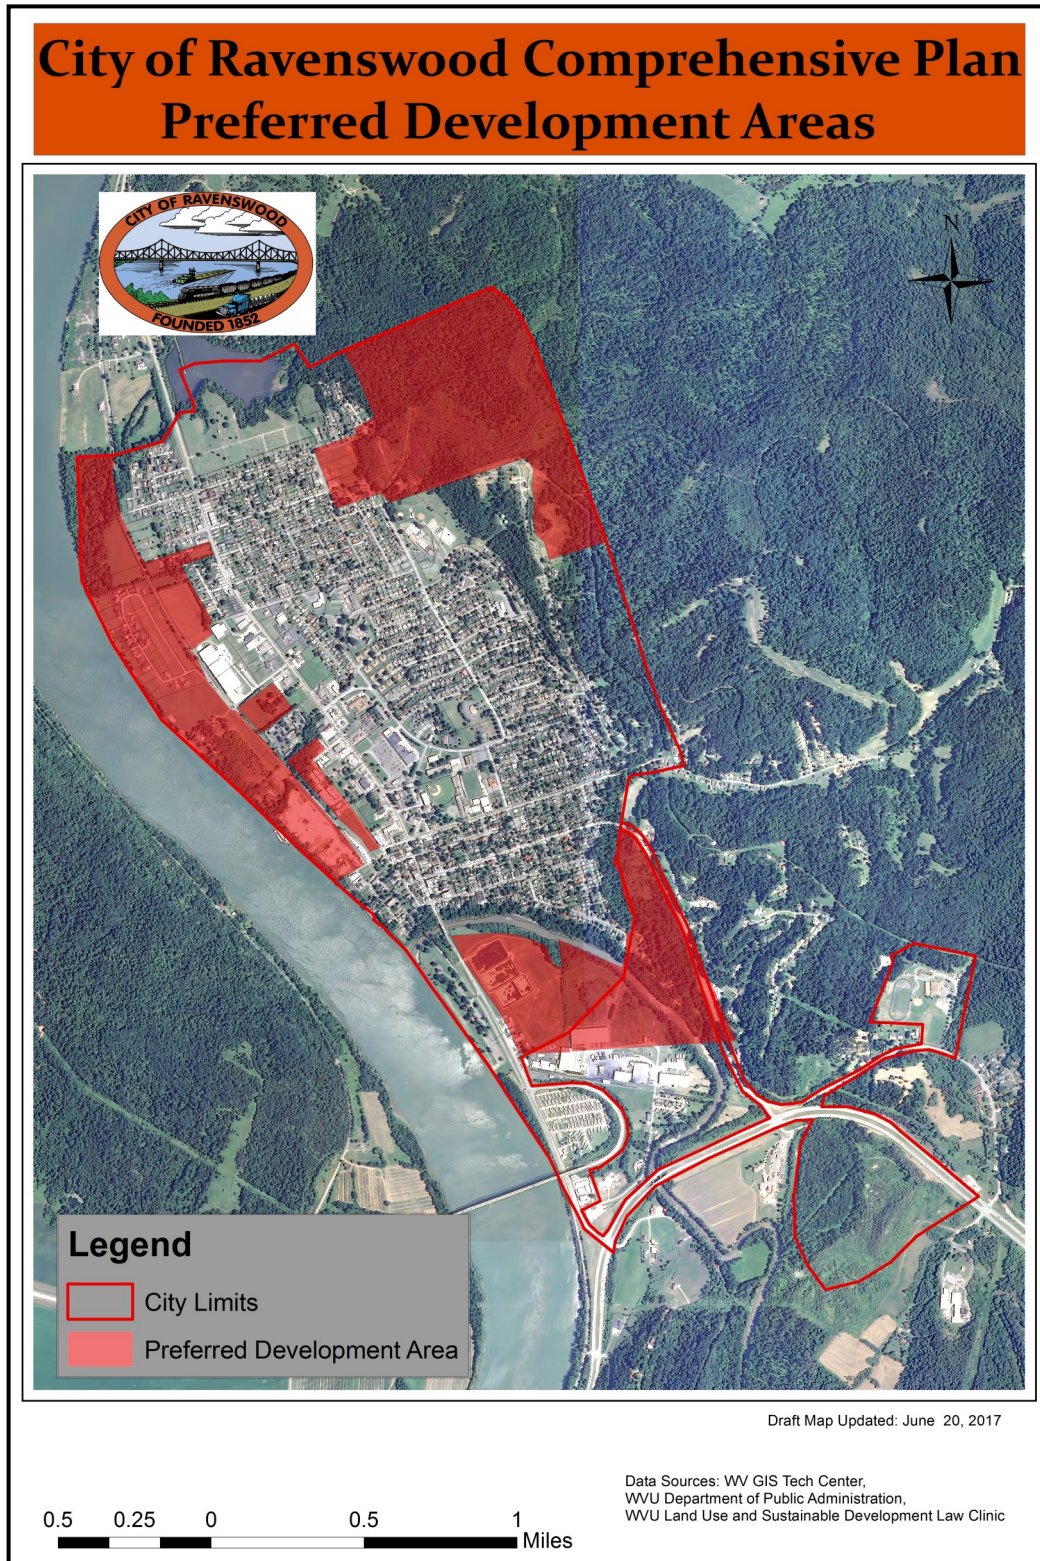 City of Ravenswood Comprehensive Plan
Preferred Development Areas
CITY OF RAVENSWOOD
FOUNDED 1852
N
Legend
City Limits
Preferred Development Area
Draft Map Updated: June 20, 2017
Data Sources: WV GIS Tech Center,
WVU Department of Public Administration,
WVU Land Use and Sustainable Development Law Clinic
0.5 0.25 0 0.5 1
Miles